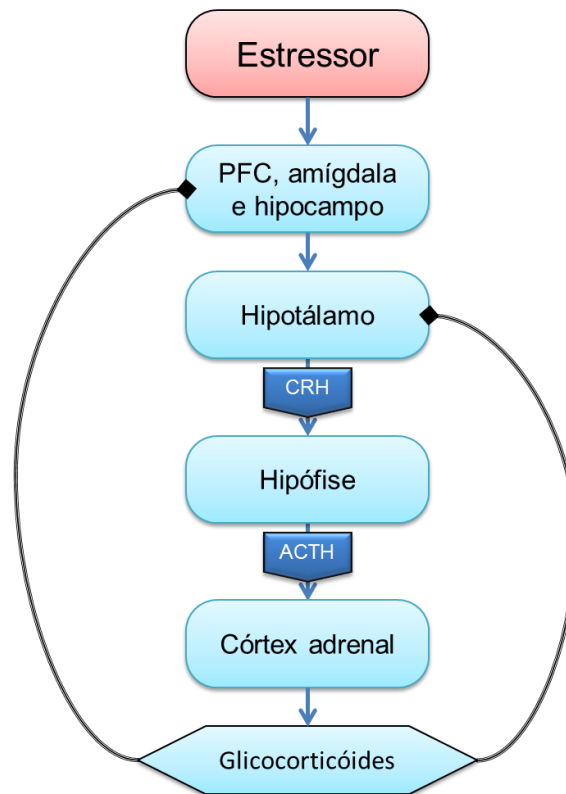 Estressor
PFC, amígdala
e hipocampo
Hipotálamo
CRH
Hipófise
ACTH
Córtex adrenal
Glicocorticóides